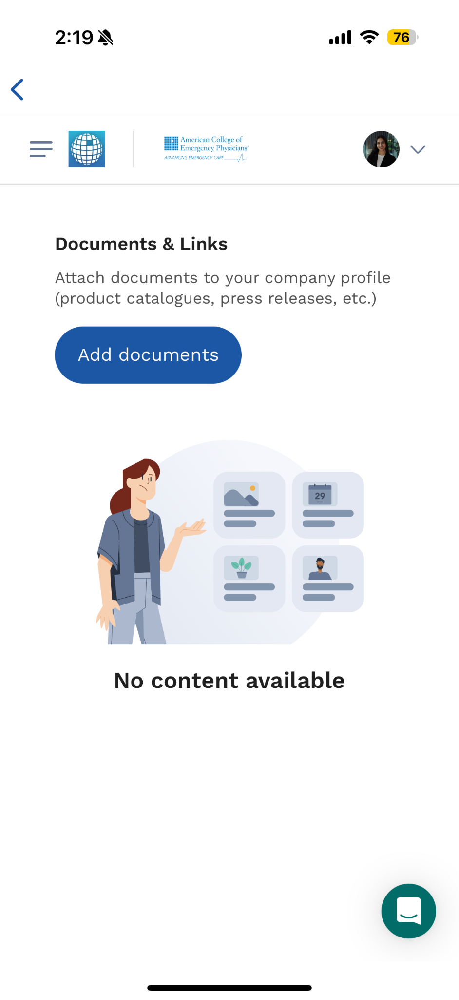 2:19
76
American College of
Emergency Physicians®
ADVANCING EMERGENCY CARE
Documents & Links
Attach documents to your company profile
(product catalogues, press releases, etc.)
Add documents
29
No content available